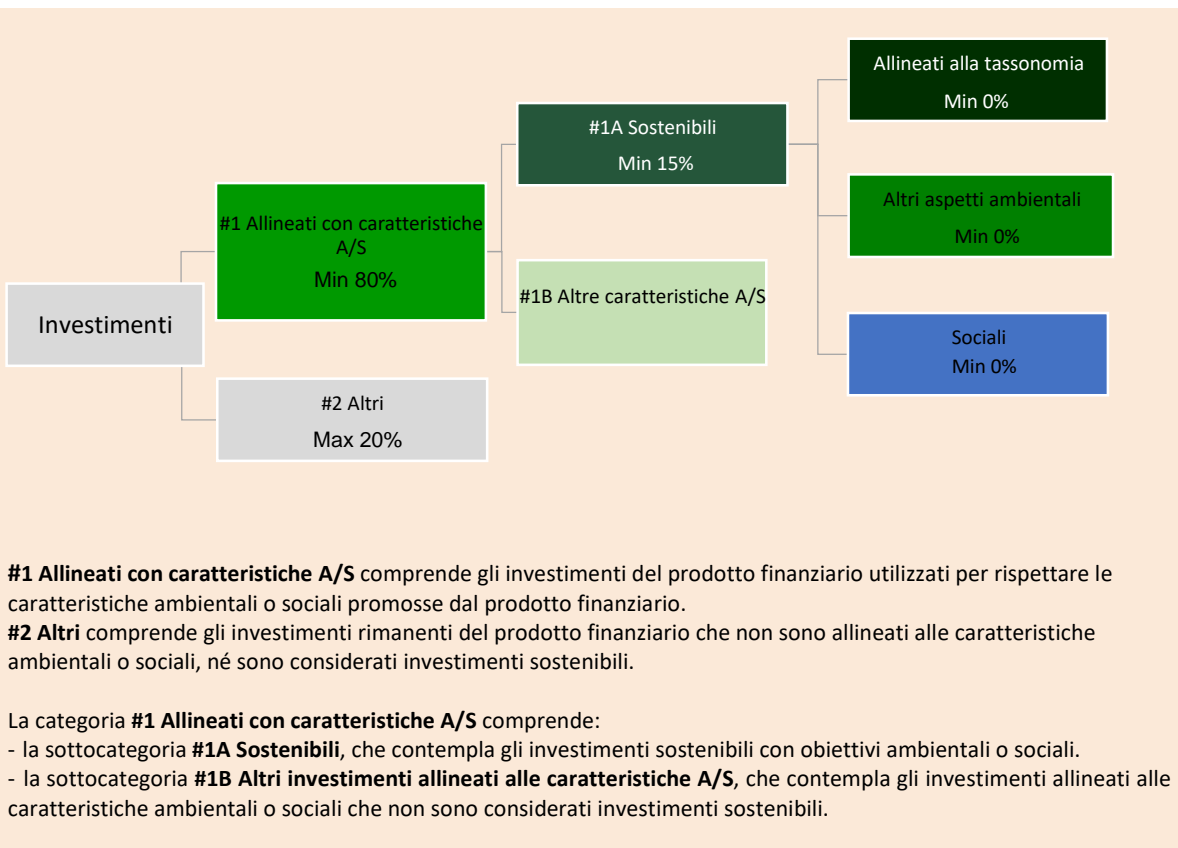 Allineati alla tassonomia
Min 0%
#1A Sostenibili
Min 15%
Altri aspetti ambientali
Min 0%
#1 Allineati con caratteristiche
A/S
Min 80%
#1B Altre caratteristiche A/S
Investimenti
Sociali
Min 0%
#2 Altri
Max 20%
#1 Allineati con caratteristiche A/S comprende gli investimenti del prodotto finanziario utilizzati per rispettare le
caratteristiche ambientali o sociali promosse dal prodotto finanziario.
#2 Altri comprende gli investimenti rimanenti del prodotto finanziario che non sono allineati alle caratteristiche
ambientali o sociali, né sono considerati investimenti sostenibili.
La categoria #1 Allineati con caratteristiche A/S comprende:
- la sottocategoria #1A Sostenibili, che contempla gli investimenti sostenibili con obiettivi ambientali o sociali.
- la sottocategoria #1B Altri investimenti allineati alle caratteristiche A/S, che contempla gli investimenti allineati alle
caratteristiche ambientali o sociali che non sono considerati investimenti sostenibili.